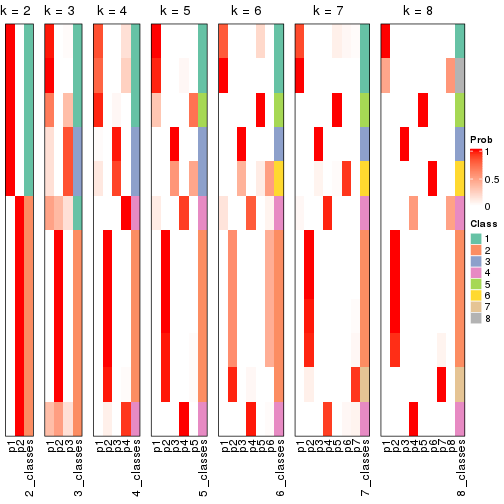 k = 2 k = 3 k = 4 k = 5 k = 6 k = 7 k = 8
Prob
1
0.5
0
Class
1
2
3
4
5
6
7
8
p1 p2 2_classes
p1 p2 p3 3_classes
p1 p2 p3 p4 4_classes
p1 p2 p3 p4 p5 5_classes
p1 p2 p3 p4 p5 p6 6_classes
p1 p2 p3 p4 p5 p6 p7 7_classes
p1 p2 p3 p4 p5 p6 p7 p8 8_classes